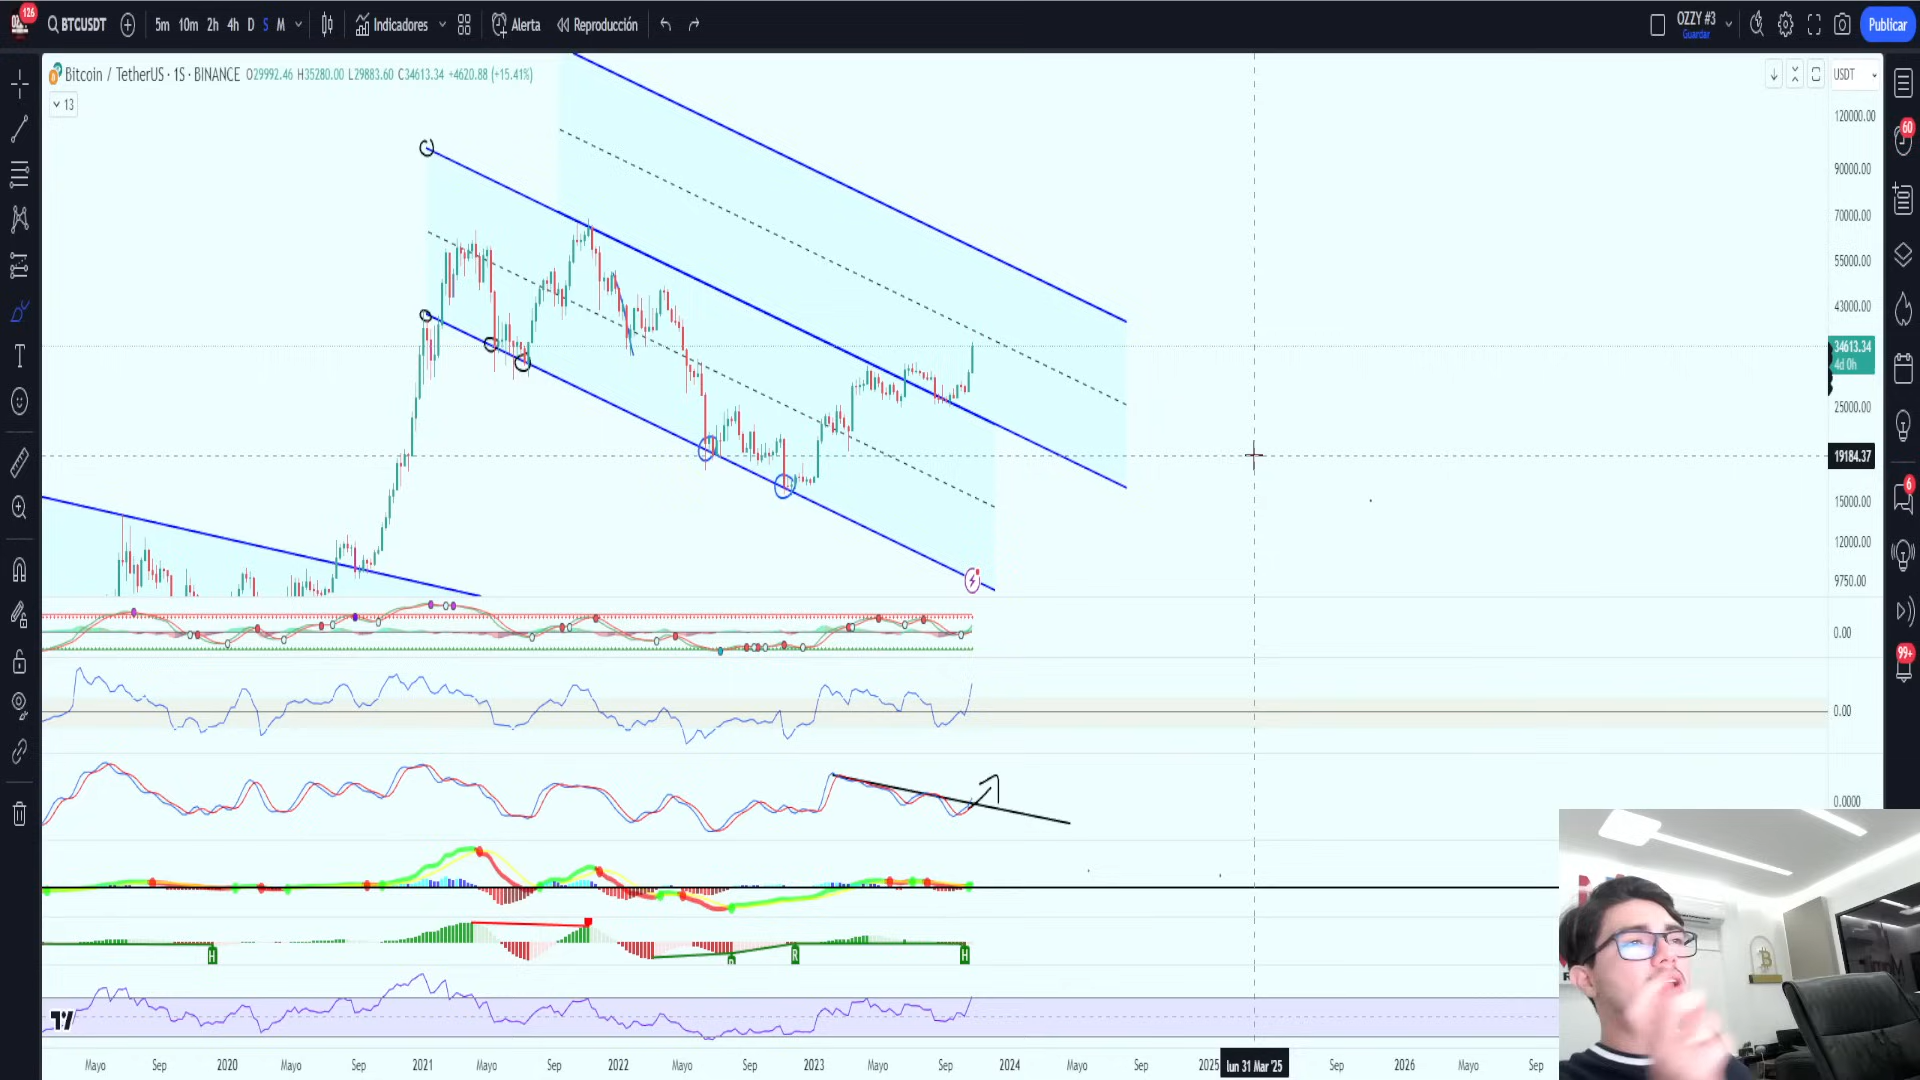 126
BTCUSDT
5m 10m 2h 4h D S M
Indicadores
Alerta
Reproducción
OZZY #3
Guardar
Publicar
Bitcoin / TetherUS · 1S · BINANCE O29992.46 H35280.00 L29883.60 C34613.34 +4620.88 (+15.41%)
USDT
13
120000.00
90000.00
70000.00
55000.00
43000.00
34613.34
4d 0h
25000.00
19184.37
15000.00
12000.00
9750.00
0.00
0.00
0.0000
60
6
99+
H
R
H
Mayo Sep 2020 Mayo Sep 2021 Mayo Sep 2022 Mayo Sep 2023 Mayo Sep 2024 Mayo Sep 2025 lun 31 Mar '25 Sep 2026 Mayo Sep